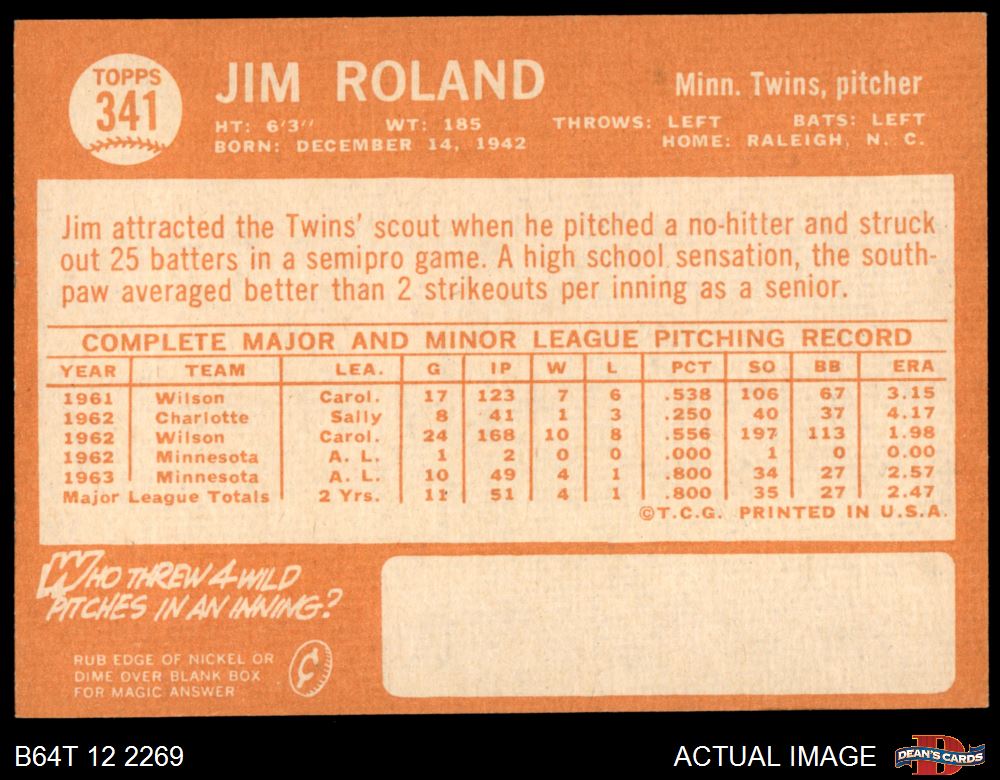 TOPPS
341
JIM ROLAND
Minn. Twins, pitcher
HT: 6'3" WT: 185 THROWS: LEFT BATS: LEFT
BORN: DECEMBER 14, 1942 HOME: RALEIGH, N. C.
Jim attracted the Twins' scout when he pitched a no-hitter and struck
out 25 batters in a semipro game. A high school sensation, the south-
paw averaged better than 2 strikeouts per inning as a senior.
COMPLETE MAJOR AND MINOR LEAGUE PITCHING RECORD
YEAR TEAM LEA. G IP W L PCT SO BB ERA
1961 Wilson Carol. 17 123 7 6 .538 106 67 3.15
1962 Charlotte Sally 8 41 1 3 .250 40 37 4.17
1962 Wilson Carol. 24 168 10 8 .556 197 113 1.98
1962 Minnesota A. L. 1 2 0 0 .000 1 0 0.00
1963 Minnesota A. L. 10 49 4 1 .800 34 27 2.57
Major League Totals 2 Yrs. 11 51 4 1 .800 35 27 2.47
©T.C.G. PRINTED IN U.S.A.
WHO THREW 4 WILD
PITCHES IN AN INNING?
RUB EDGE OF NICKEL OR
DIME OVER BLANK BOX
FOR MAGIC ANSWER
¢
B64T 12 2269
ACTUAL IMAGE
D
DEAN'S CARDS